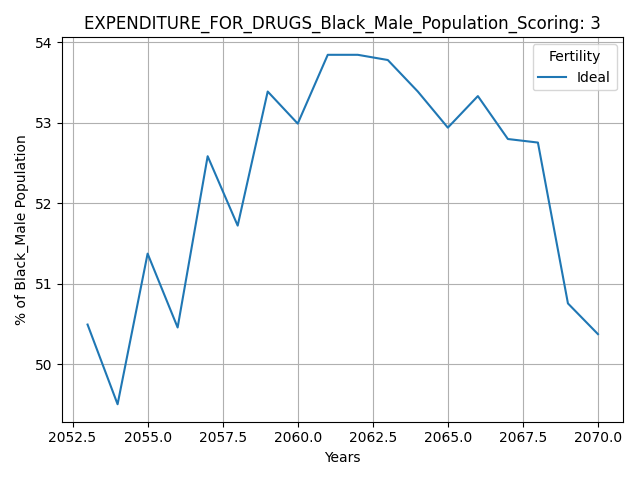 EXPENDITURE_FOR_DRUGS_Black_Male_Population_Scoring: 3
Fertility
Ideal
% of Black_Male Population
54
53
52
51
50
2052.5 2055.0 2057.5 2060.0 2062.5 2065.0 2067.5 2070.0
Years